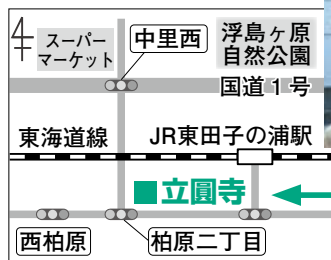 スーパー
マーケット
中里西
浮島ヶ原
自然公園
国道1号
東海道線
JR東田子の浦駅
■立圓寺
西柏原
柏原二丁目